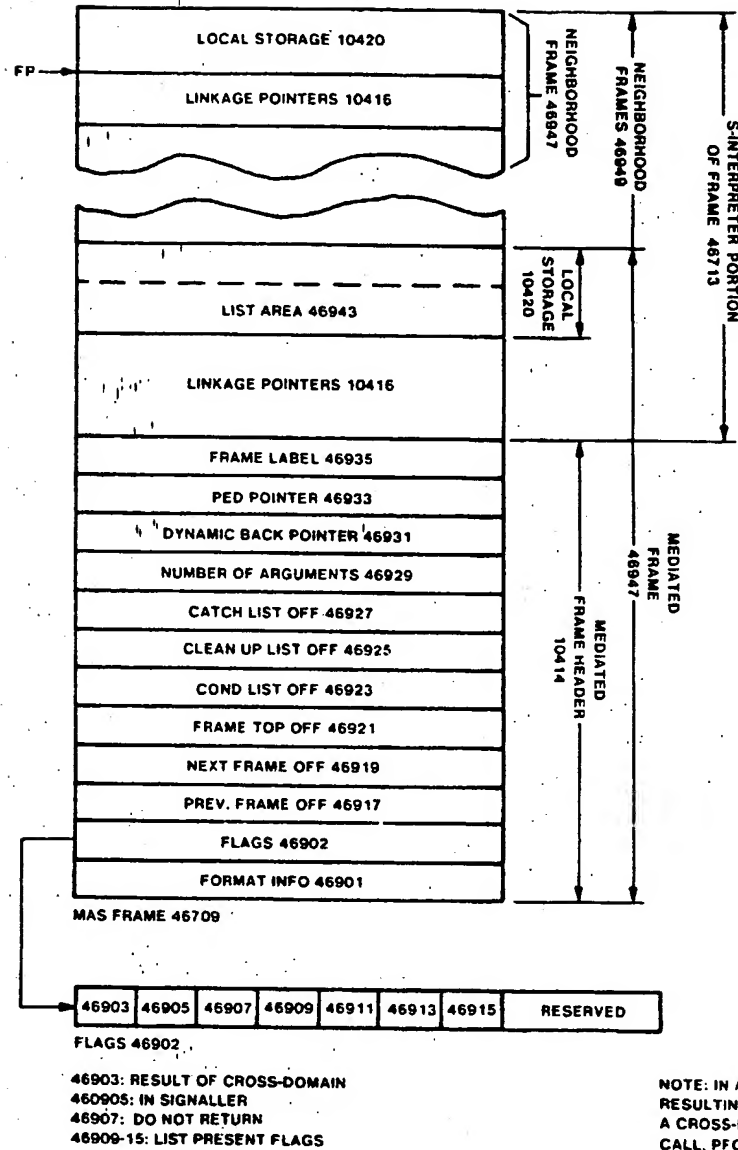 LOCAL STORAGE 10420
FP
LINKAGE POINTERS 10416
NEIGHBORHOOD
FRAME 46947
NEIGHBORHOOD
FRAMES 46949
S-INTERPRETER PORTION
OF FRAME 46713
LOCAL
STORAGE
10420
LIST AREA 46943
LINKAGE POINTERS 10416
FRAME LABEL 46935
PED POINTER 46933
DYNAMIC BACK POINTER 46931
NUMBER OF ARGUMENTS 46929
CATCH LIST OFF 46927
CLEAN UP LIST OFF 46925
COND LIST OFF 46923
FRAME TOP OFF 46921
NEXT FRAME OFF 46919
PREV. FRAME OFF 46917
FLAGS 46902
FORMAT INFO 46901
MEDIATED
FRAME HEADER
10414
MEDIATED
FRAME
46947
MAS FRAME 46709
46903 46905 46907 46909 46911 46913 46915 RESERVED
FLAGS 46902
46903: RESULT OF CROSS-DOMAIN
460905: IN SIGNALLER
46907: DO NOT RETURN
46909-15: LIST PRESENT FLAGS
NOTE: IN A
RESULTIN
A CROSS-
CALL, PFO